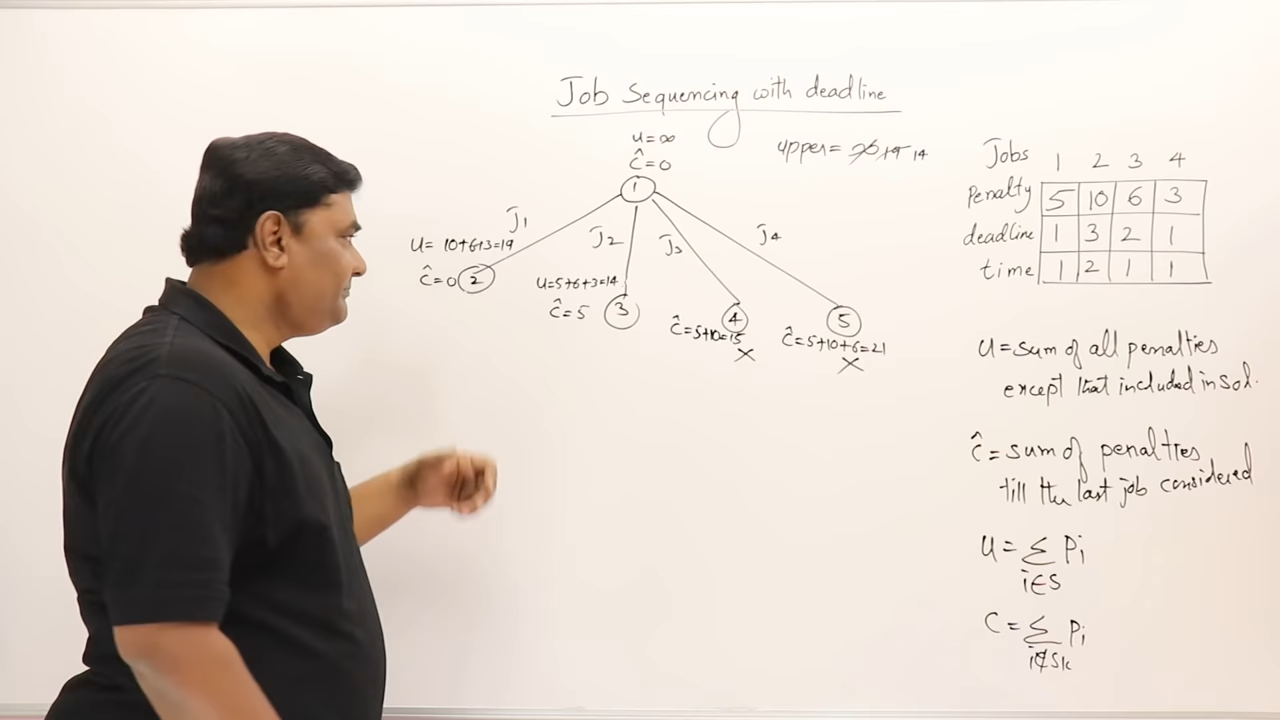 Job Sequencing with deadline
u=∞
ĉ=0
upper= 14
1
J1
J2
J3
J4
u= 10+6+3=19
ĉ=0 2
u=5+6+3=14
ĉ=5 3
4
ĉ=5+10=15
X
5
ĉ=5+10+6=21
X
Jobs 1 2 3 4
Penalty 5 10 6 3
deadline 1 3 2 1
time 1 2 1 1
u=sum of all penalties
except that included in sol.
ĉ=sum of penalties
till the last job considered
u=Σ Pi
i∈S
C=Σ Pi
i∉Sk